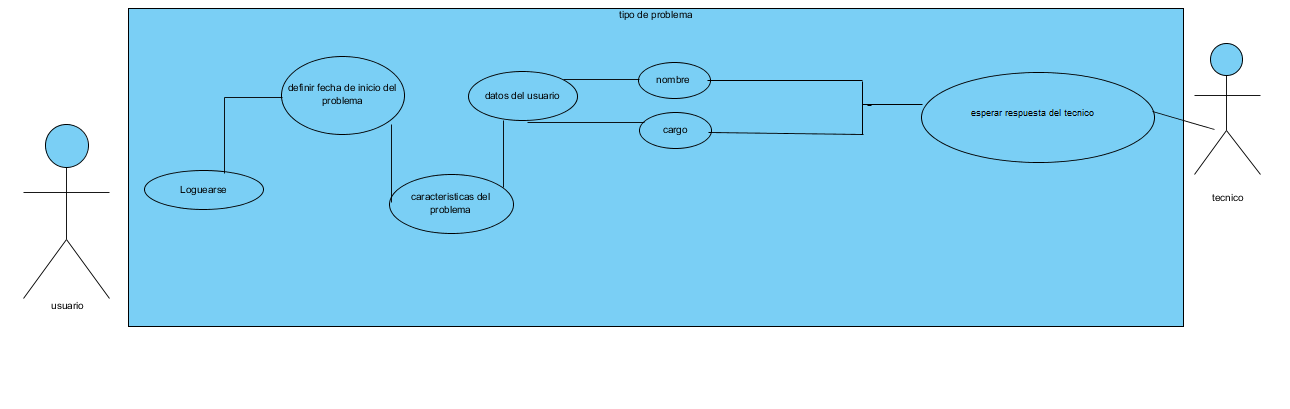 tipo de problema
definir fecha de inicio del
problema
datos del usuario
nombre
cargo
esperar respuesta del tecnico
Loguearse
caracteristicas del
problema
tecnico
usuario